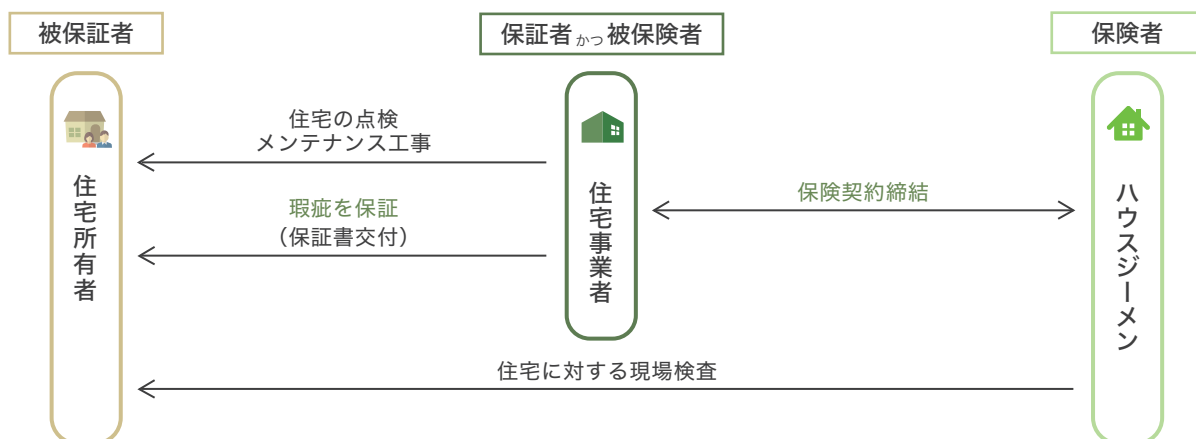 被保証者
保証者かつ被保険者
保険者
住宅の点検
メンテナンス工事
瑕疵を保証
（保証書交付）
保険契約締結
住宅に対する現場検査
住宅所有者
住宅事業者
ハウスジーメン